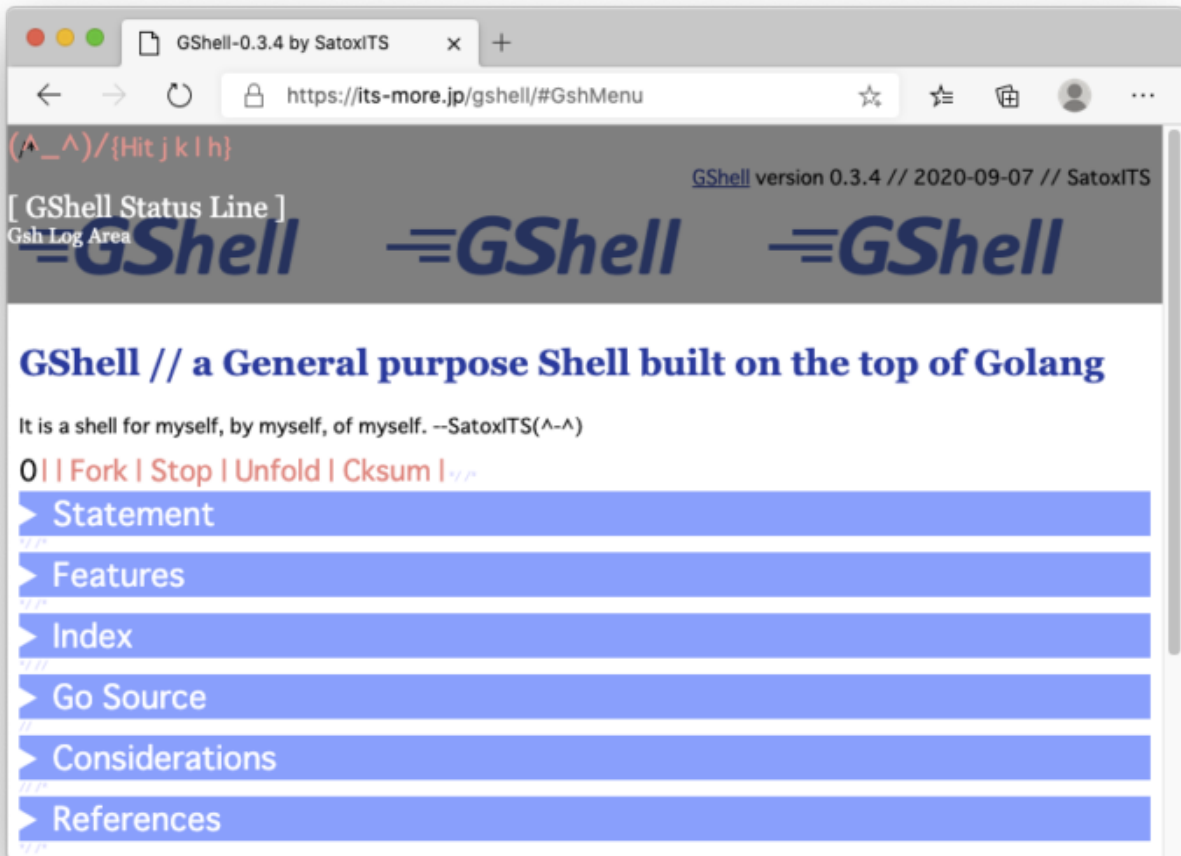 GShell-0.3.4 by SatoxITS
https://its-more.jp/gshell/#GshMenu
(^_^)/{Hit j k l h}
GShell version 0.3.4 // 2020-09-07 // SatoxITS
[ GShell Status Line ]
Gsh Log Area
GShell GShell GShell
GShell // a General purpose Shell built on the top of Golang
It is a shell for myself, by myself, of myself. --SatoxITS(^-^)
0| | Fork | Stop | Unfold | Cksum |*/ /*
Statement
*/ /*
Features
*/ /*
Index
*/ //
Go Source
//
Considerations
/// /*
References
*/ /*